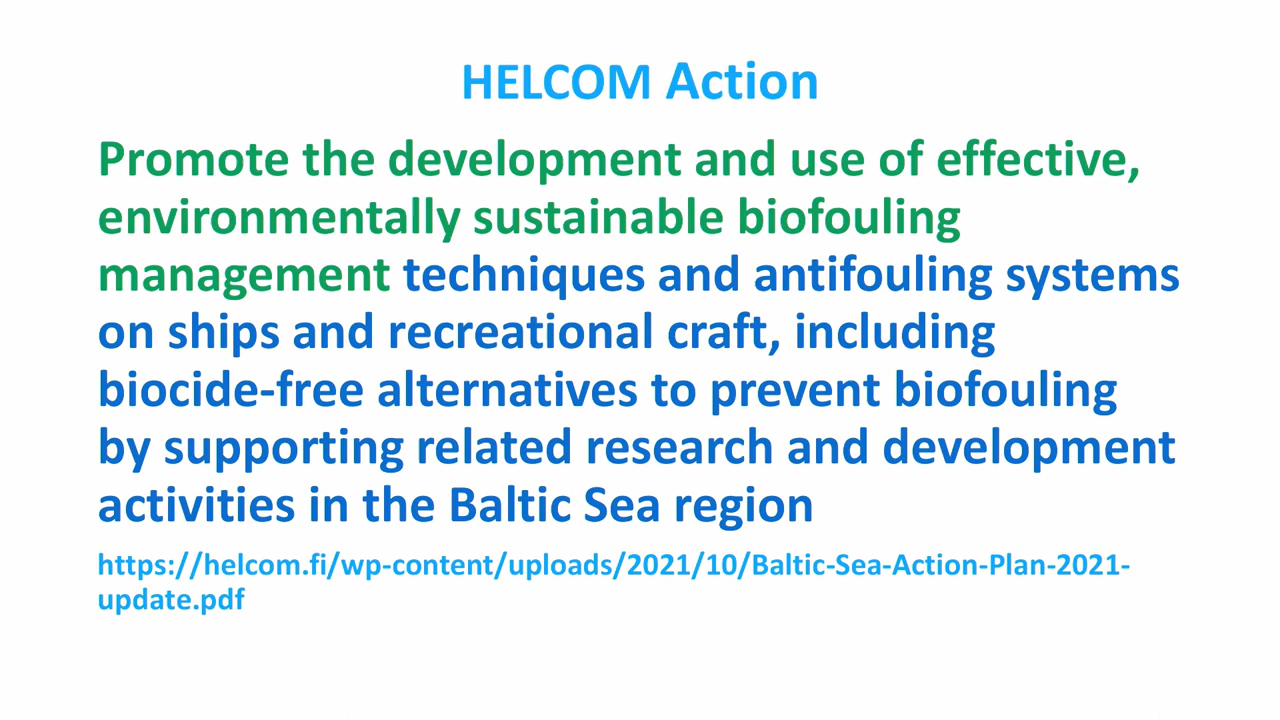 HELCOM Action
Promote the development and use of effective,
environmentally sustainable biofouling
management techniques and antifouling systems
on ships and recreational craft, including
biocide-free alternatives to prevent biofouling
by supporting related research and development
activities in the Baltic Sea region
https://helcom.fi/wp-content/uploads/2021/10/Baltic-Sea-Action-Plan-2021-
update.pdf